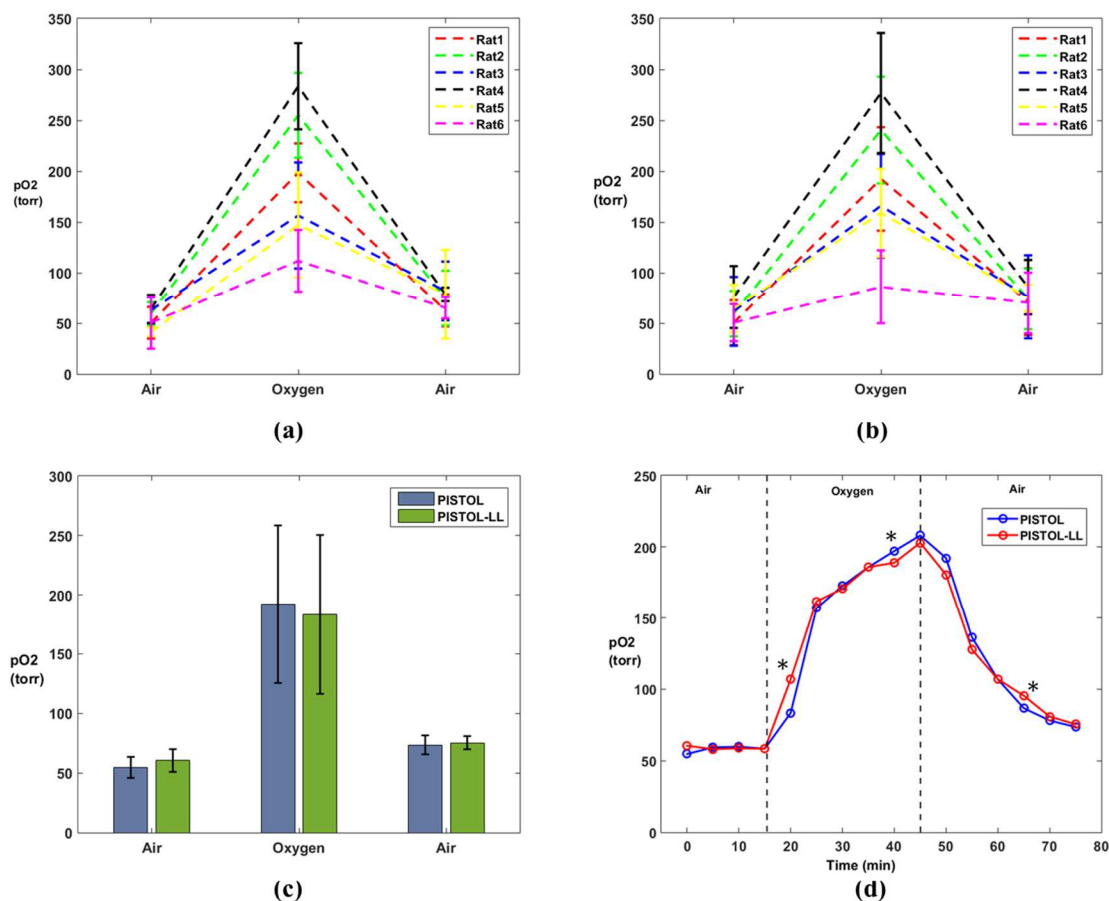 350
300
250
200
150
100
50
0
pO2
(torr)
Air
Oxygen
Air
Rat1
Rat2
Rat3
Rat4
Rat5
Rat6
(a)
350
300
250
200
150
100
50
0
pO2
(torr)
Air
Oxygen
Air
Rat1
Rat2
Rat3
Rat4
Rat5
Rat6
(b)
300
250
200
150
100
50
0
pO2
(torr)
Air
Oxygen
Air
PISTOL
PISTOL-LL
(c)
250
200
150
100
50
0
pO2
(torr)
Air
Oxygen
Air
PISTOL
PISTOL-LL
*
*
*
0 10 20 30 40 50 60 70 80
Time (min)
(d)